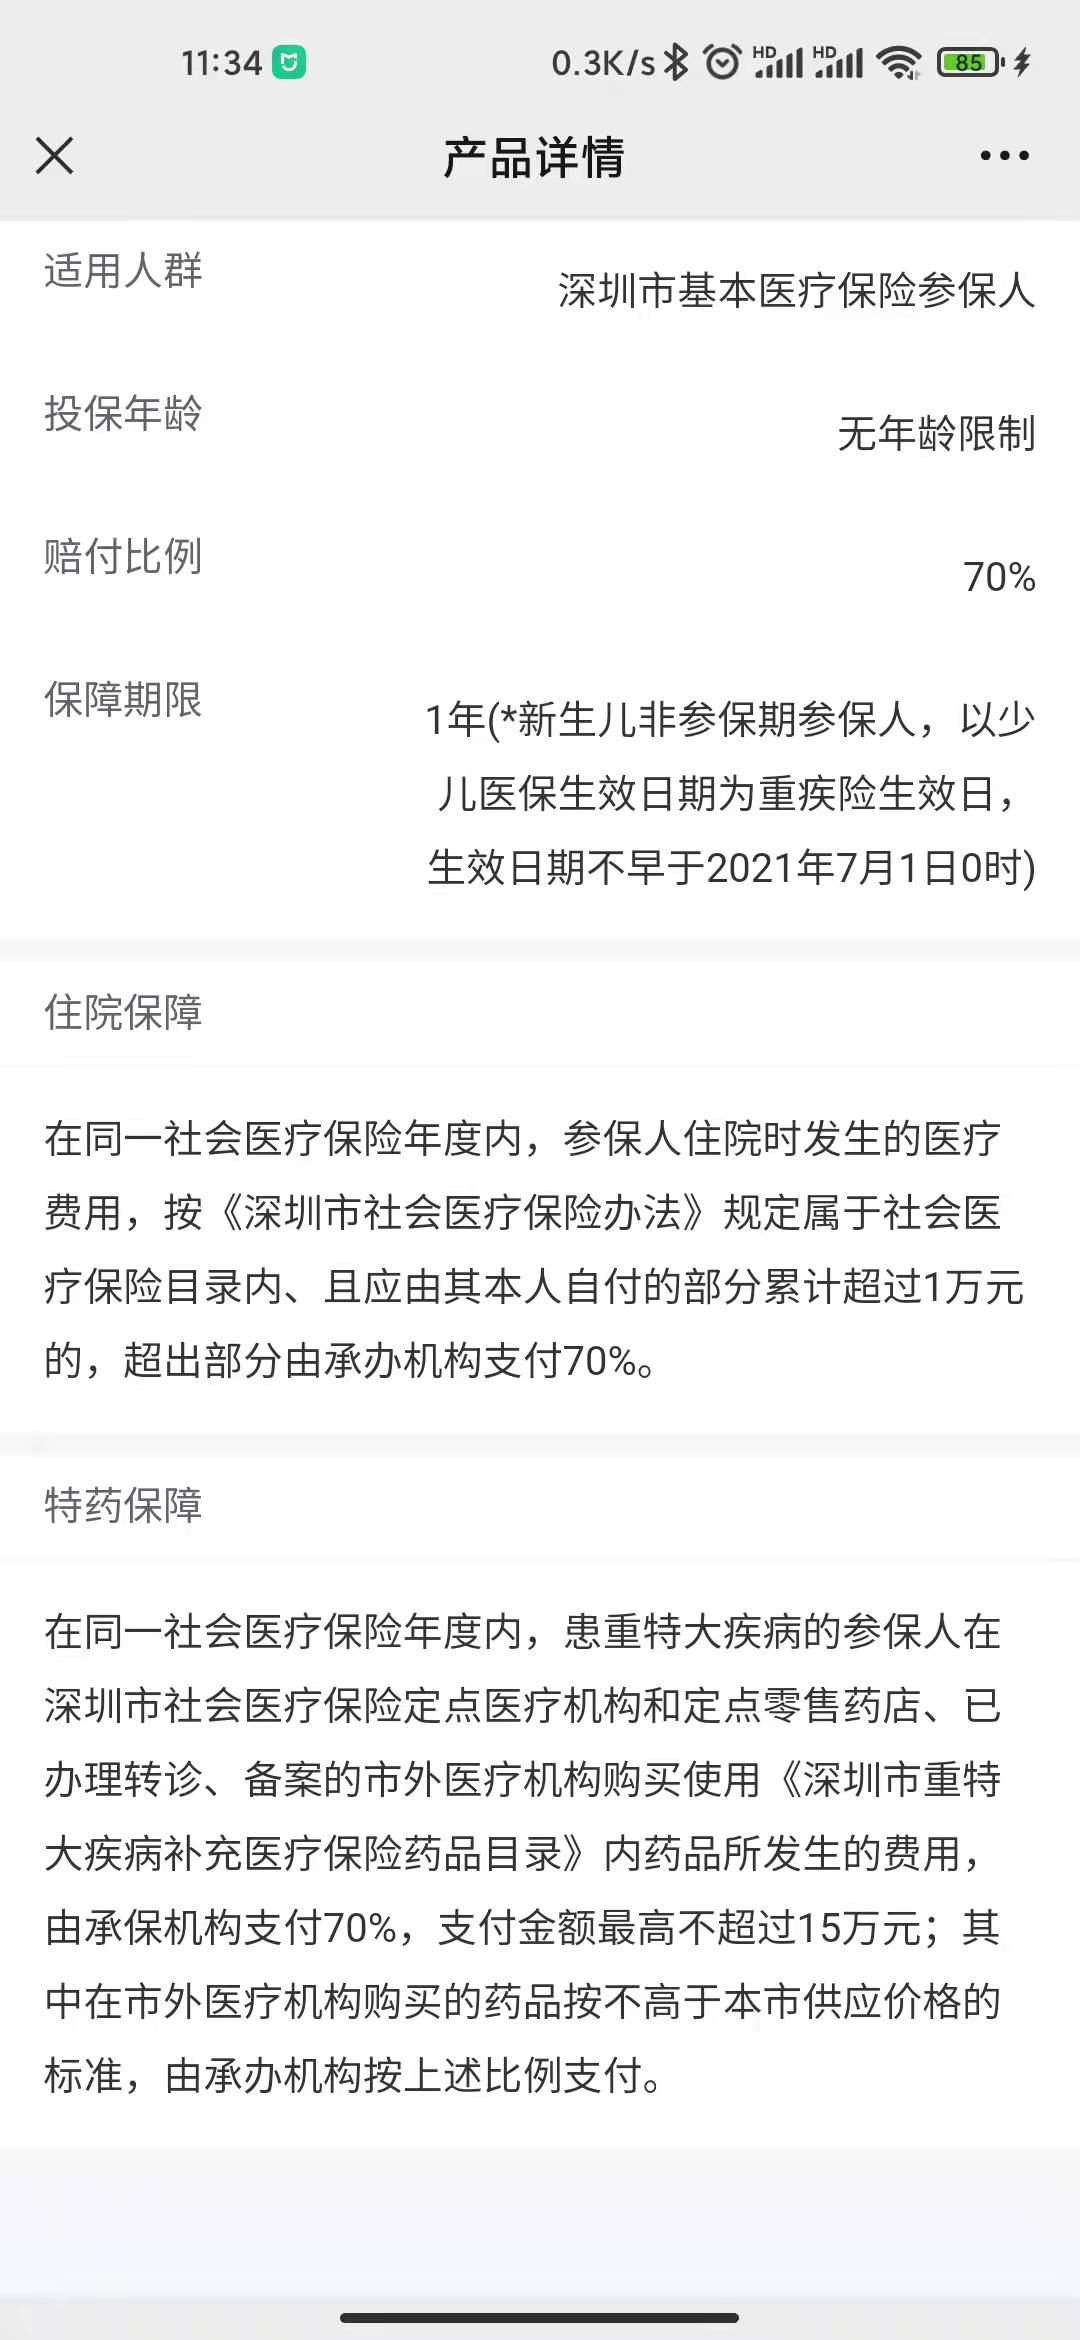 11:34
0.3K/s
HD
HD
85
产品详情
适用人群
深圳市基本医疗保险参保人
投保年龄
无年龄限制
赔付比例
70%
保障期限
1年(*新生儿非参保期参保人，以少
儿医保生效日期为重疾险生效日，
生效日期不早于2021年7月1日0时)
住院保障
在同一社会医疗保险年度内，参保人住院时发生的医疗
费用，按《深圳市社会医疗保险办法》规定属于社会医
疗保险目录内、且应由其本人自付的部分累计超过1万元
的，超出部分由承办机构支付70%。
特药保障
在同一社会医疗保险年度内，患重特大疾病的参保人在
深圳市社会医疗保险定点医疗机构和定点零售药店、已
办理转诊、备案的市外医疗机构购买使用《深圳市重特
大疾病补充医疗保险药品目录》内药品所发生的费用，
由承保机构支付70%，支付金额最高不超过15万元；其
中在市外医疗机构购买的药品按不高于本市供应价格的
标准，由承办机构按上述比例支付。